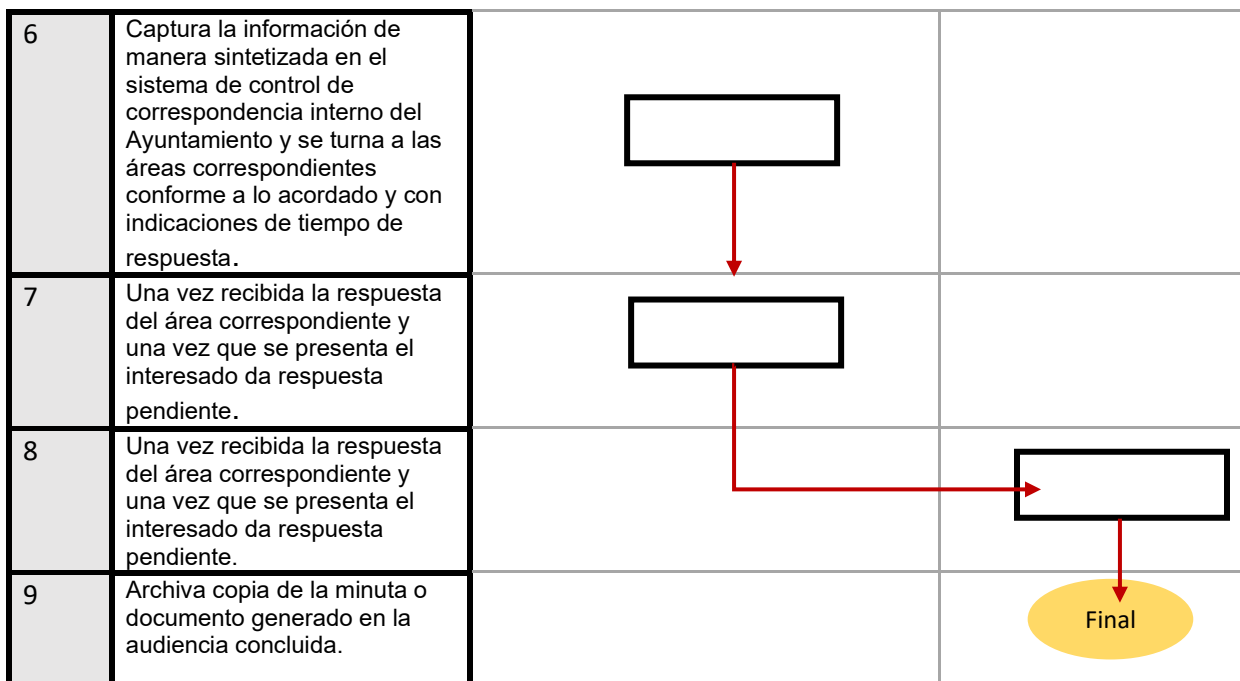 6
Captura la información de
manera sintetizada en el
sistema de control de
correspondencia interno del
Ayuntamiento y se turna a las
áreas correspondientes
conforme a lo acordado y con
indicaciones de tiempo de
respuesta.
7
Una vez recibida la respuesta
del área correspondiente y
una vez que se presenta el
interesado da respuesta
pendiente.
8
Una vez recibida la respuesta
del área correspondiente y
una vez que se presenta el
interesado da respuesta
pendiente.
9
Archiva copia de la minuta o
documento generado en la
audiencia concluida.
Final